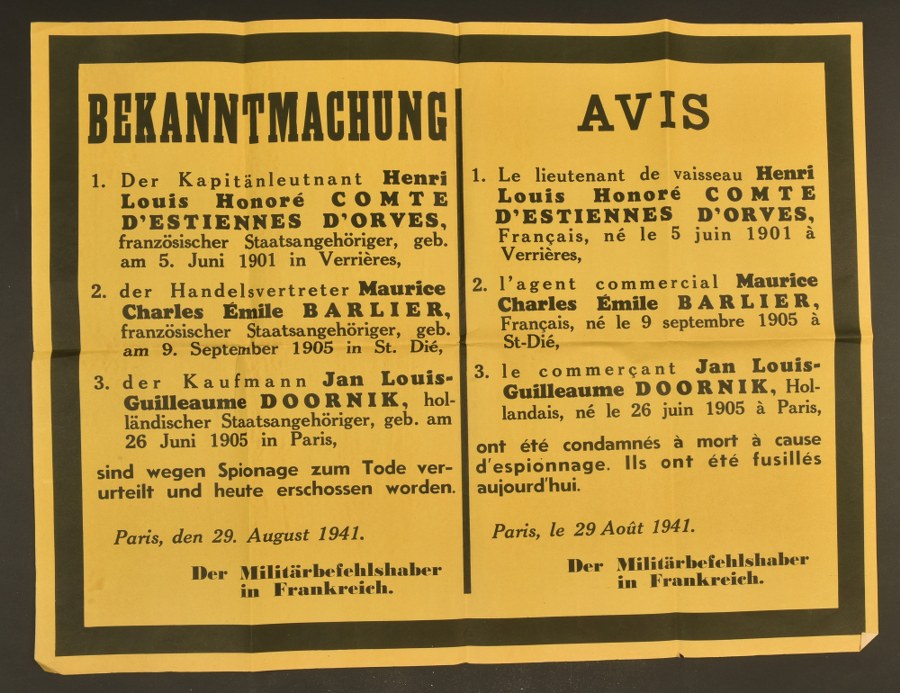 BEKANNTMACHUNG
1. Der Kapitänleutnant Henri
Louis Honoré COMTE
D'ESTIENNES D'ORVES,
französischer Staatsangehöriger, geb.
am 5. Juni 1901 in Verrières,
2. der Handelsvertreter Maurice
Charles Émile BARLIER,
französischer Staatsangehöriger, geb.
am 9. September 1905 in St. Dié,
3. der Kaufmann Jan Louis-
Guilleaume DOORNIK, hol-
ländischer Staatsangehöriger, geb. am
26 Juni 1905 in Paris,
sind wegen Spionage zum Tode ver-
urteilt und heute erschossen worden.
Paris, den 29. August 1941.
Der Militärbefehlshaber
in Frankreich.
AVIS
1. Le lieutenant de vaisseau Henri
Louis Honoré COMTE
D'ESTIENNES D'ORVES,
Français, né le 5 juin 1901 à
Verrières,
2. l'agent commercial Maurice
Charles Émile BARLIER,
Français, né le 9 septembre 1905 à
St-Dié,
3. le commerçant Jan Louis-
Guilleaume DOORNIK, Hol-
landais, né le 26 juin 1905 à Paris,
ont été condamnés à mort à cause
d'espionnage. Ils ont été fusillés
aujourd'hui.
Paris, le 29 Août 1941.
Der Militärbefehlshaber
in Frankreich.